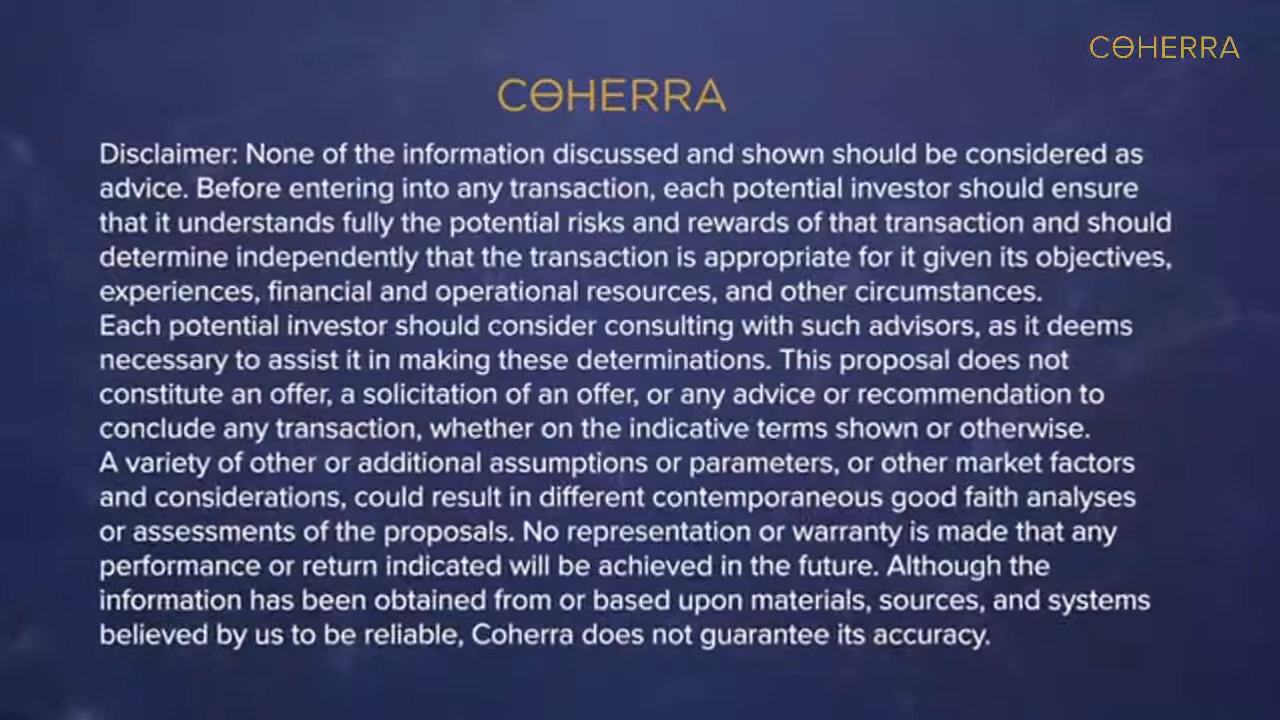 COHERRA
COHERRA
Disclaimer: None of the information discussed and shown should be considered as
advice. Before entering into any transaction, each potential investor should ensure
that it understands fully the potential risks and rewards of that transaction and should
determine independently that the transaction is appropriate for it given its objectives,
experiences, financial and operational resources, and other circumstances.
Each potential investor should consider consulting with such advisors, as it deems
necessary to assist it in making these determinations. This proposal does not
constitute an offer, a solicitation of an offer, or any advice or recommendation to
conclude any transaction, whether on the indicative terms shown or otherwise.
A variety of other or additional assumptions or parameters, or other market factors
and considerations, could result in different contemporaneous good faith analyses
or assessments of the proposals. No representation or warranty is made that any
performance or return indicated will be achieved in the future. Although the
information has been obtained from or based upon materials, sources, and systems
believed by us to be reliable, Coherra does not guarantee its accuracy.